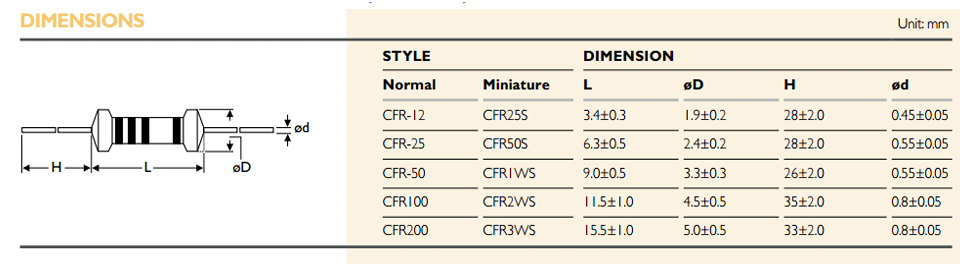 DIMENSIONS
Unit: mm
STYLE DIMENSION
Normal Miniature L øD H ød
CFR-12 CFR25S 3.4±0.3 1.9±0.2 28±2.0 0.45±0.05
CFR-25 CFR50S 6.3±0.5 2.4±0.2 28±2.0 0.55±0.05
CFR-50 CFR1WS 9.0±0.5 3.3±0.3 26±2.0 0.55±0.05
CFR100 CFR2WS 11.5±1.0 4.5±0.5 35±2.0 0.8±0.05
CFR200 CFR3WS 15.5±1.0 5.0±0.5 33±2.0 0.8±0.05
ød
H L øD